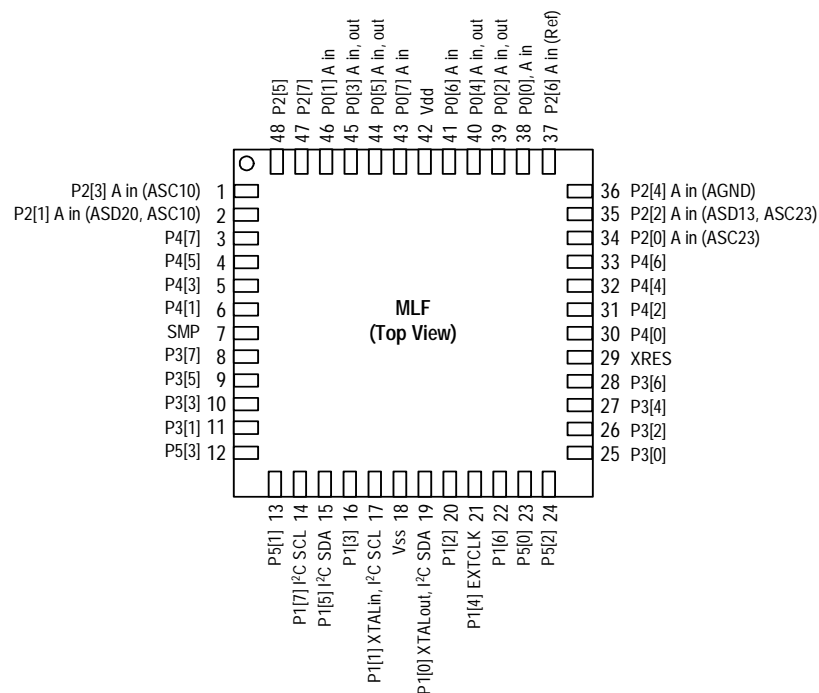 48 P2[5]
47 P2[7]
46 P0[1] A in
45 P0[3] A in, out
44 P0[5] A in, out
43 P0[7] A in
42 Vdd
41 P0[6] A in
40 P0[4] A in, out
39 P0[2] A in, out
38 P0[0], A in
37 P2[6] A in (Ref)
P2[3] A in (ASC10) 1
P2[1] A in (ASD20, ASC10) 2
P4[7] 3
P4[5] 4
P4[3] 5
P4[1] 6
SMP 7
P3[7] 8
P3[5] 9
P3[3] 10
P3[1] 11
P5[3] 12
MLF
(Top View)
36 P2[4] A in (AGND)
35 P2[2] A in (ASD13, ASC23)
34 P2[0] A in (ASC23)
33 P4[6]
32 P4[4]
31 P4[2]
30 P4[0]
29 XRES
28 P3[6]
27 P3[4]
26 P3[2]
25 P3[0]
P5[1] 13
P1[7] I²C SCL 14
P1[5] I²C SDA 15
P1[3] 16
P1[1] XTALin, I²C SCL 17
Vss 18
P1[0] XTALout, I²C SDA 19
P1[2] 20
P1[4] EXTCLK 21
P1[6] 22
P5[0] 23
P5[2] 24